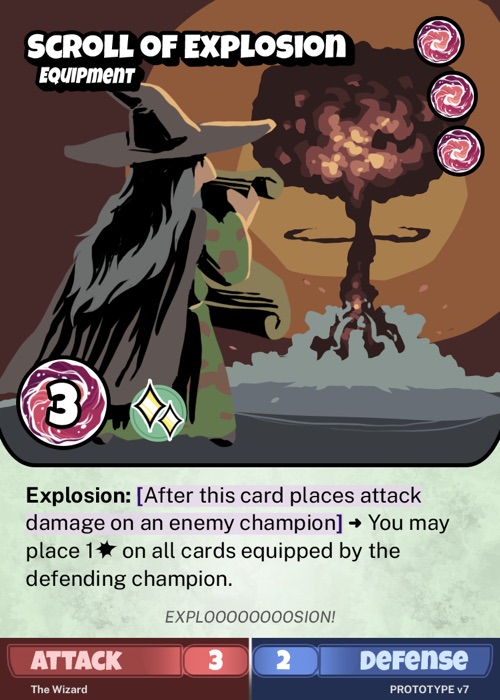 SCROLL OF EXPLOSION
EQUIPMENT
3
Explosion: [After this card places attack
damage on an enemy champion] ➜ You may
place 1✸ on all cards equipped by the
defending champion.
EXPLOOOOOOOOSION!
ATTACK 3 2 DEFENSE
The Wizard PROTOTYPE v7